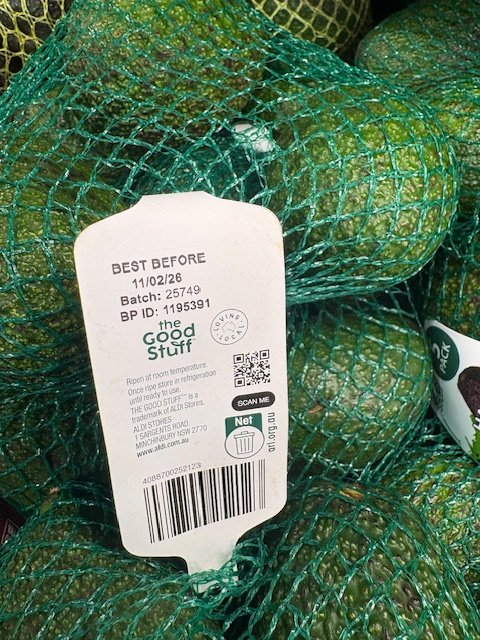 BEST BEFORE
11/02/26
Batch: 25749
BP ID: 1195391
the
Good
Stuff
LOVING LOCAL
Ripen at room temperature.
Once ripe store in refrigeration
until ready to use.
THE GOOD STUFF™ is a
trademark of ALDI Stores.
ALDI STORES
1 SARGENTS ROAD
MINCHINBURY NSW 2770
www.aldi.com.au
SCAN ME
Net
arl.org.au
4088700252123
PACK